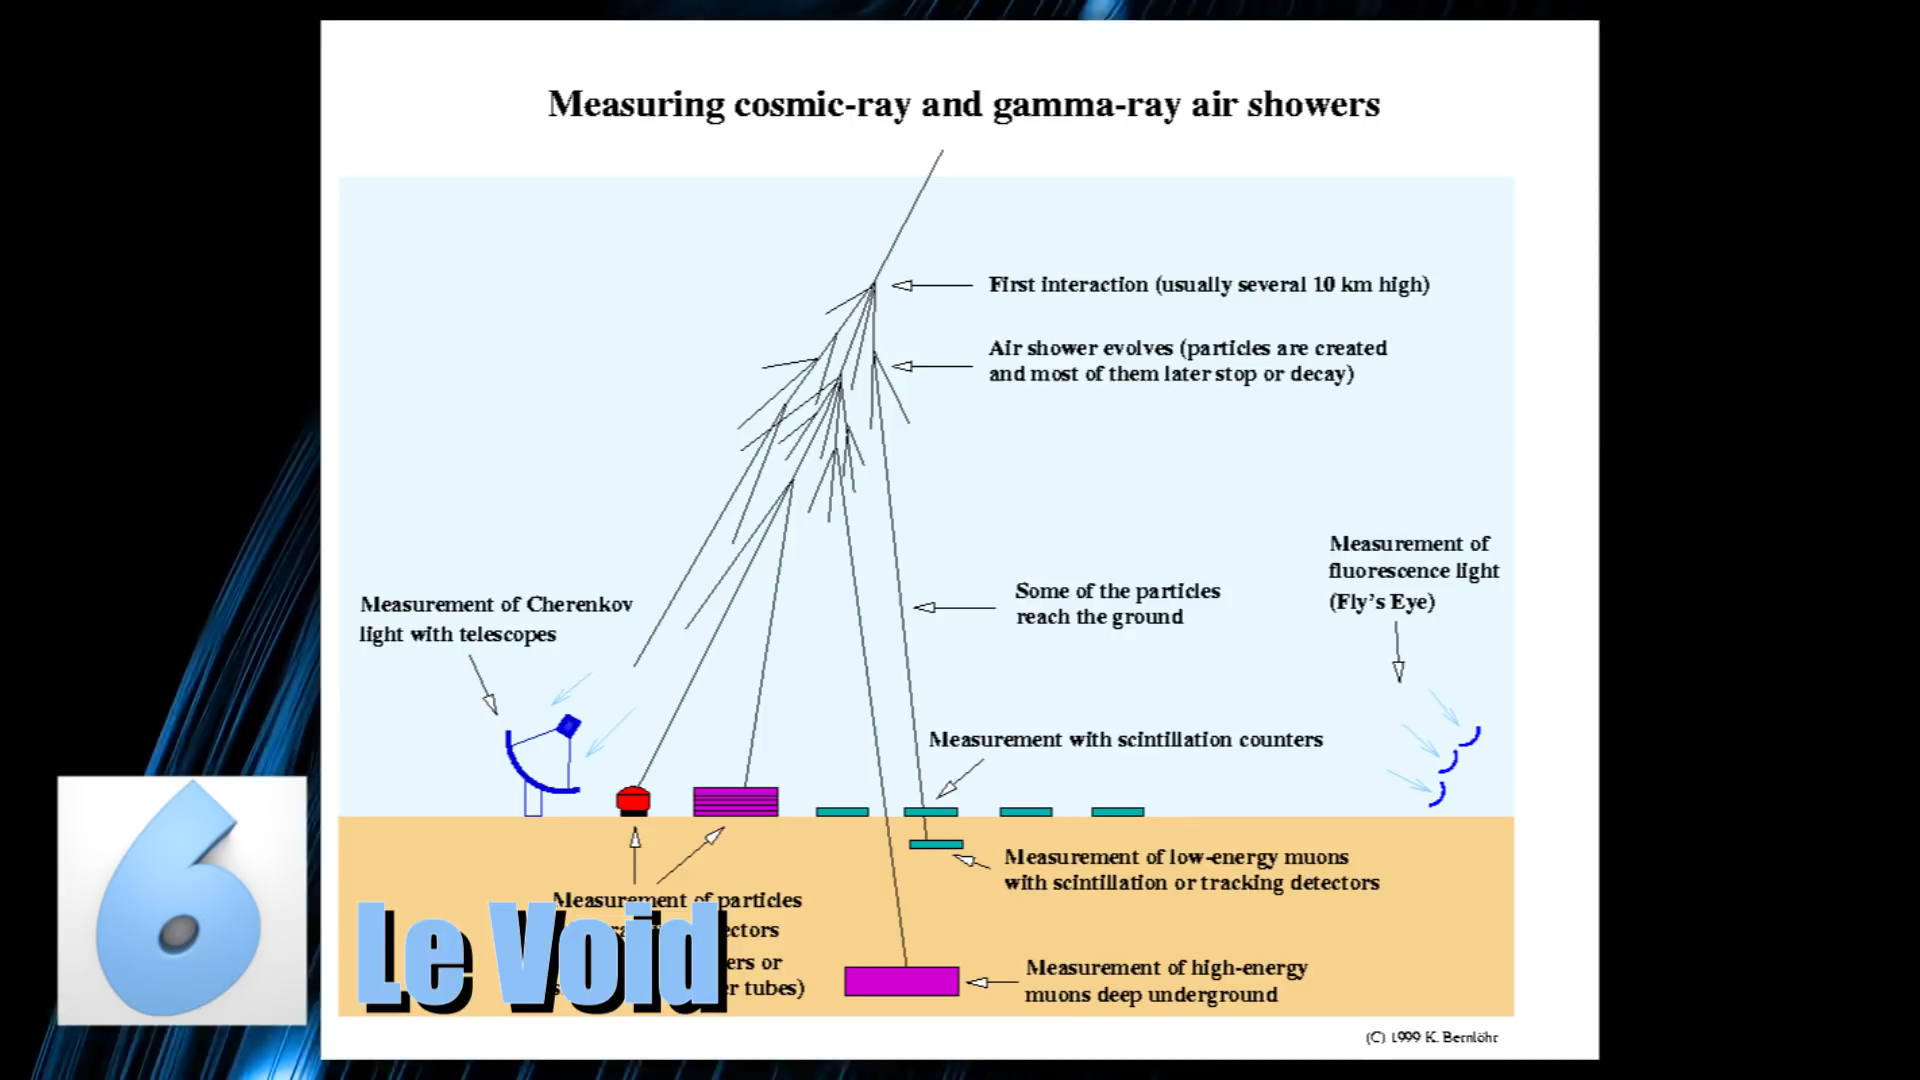 Measuring cosmic-ray and gamma-ray air showers
First interaction (usually several 10 km high)
Air shower evolves (particles are created
and most of them later stop or decay)
Measurement of
fluorescence light
(Fly's Eye)
Some of the particles
reach the ground
Measurement of Cherenkov
light with telescopes
Measurement with scintillation counters
Measurement of low-energy muons
with scintillation or tracking detectors
Measurement of particles
or
tubes)
Measurement of high-energy
muons deep underground
6
Le Void
(C) 1999 K. Bernlöhr